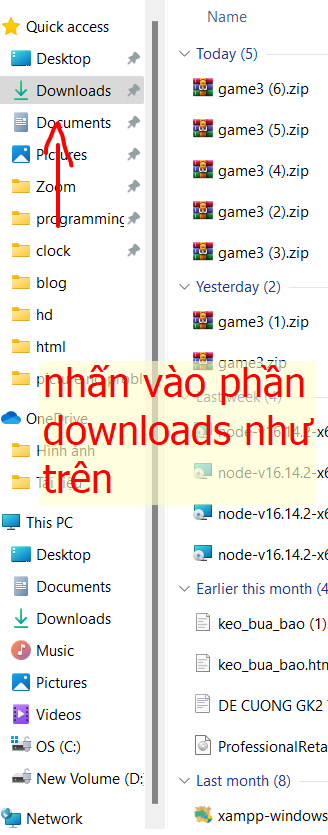 Quick access
Desktop
Downloads
Documents
Pictures
Zoom
programming
clock
blog
hd
html
picture no probl
OneDrive
Hình ảnh
Tài liệu
This PC
Desktop
Documents
Downloads
Music
Pictures
Videos
OS (C:)
New Volume (D:
Network
Name
Today (5)
game3 (6).zip
game3 (5).zip
game3 (4).zip
game3 (2).zip
game3 (3).zip
Yesterday (2)
game3 (1).zip
game3.zip
Last week (4)
node-v16.14.2-x6
node-v16.14.2-x6
node-v16.14.2-x6
node-v16.14.2-x6
Earlier this month (4
keo_bua_bao (1).
keo_bua_bao.htm
DE CUONG GK2 7
ProfessionalReta
Last month (8)
xampp-windows
nhấn vào phần
downloads như
trên